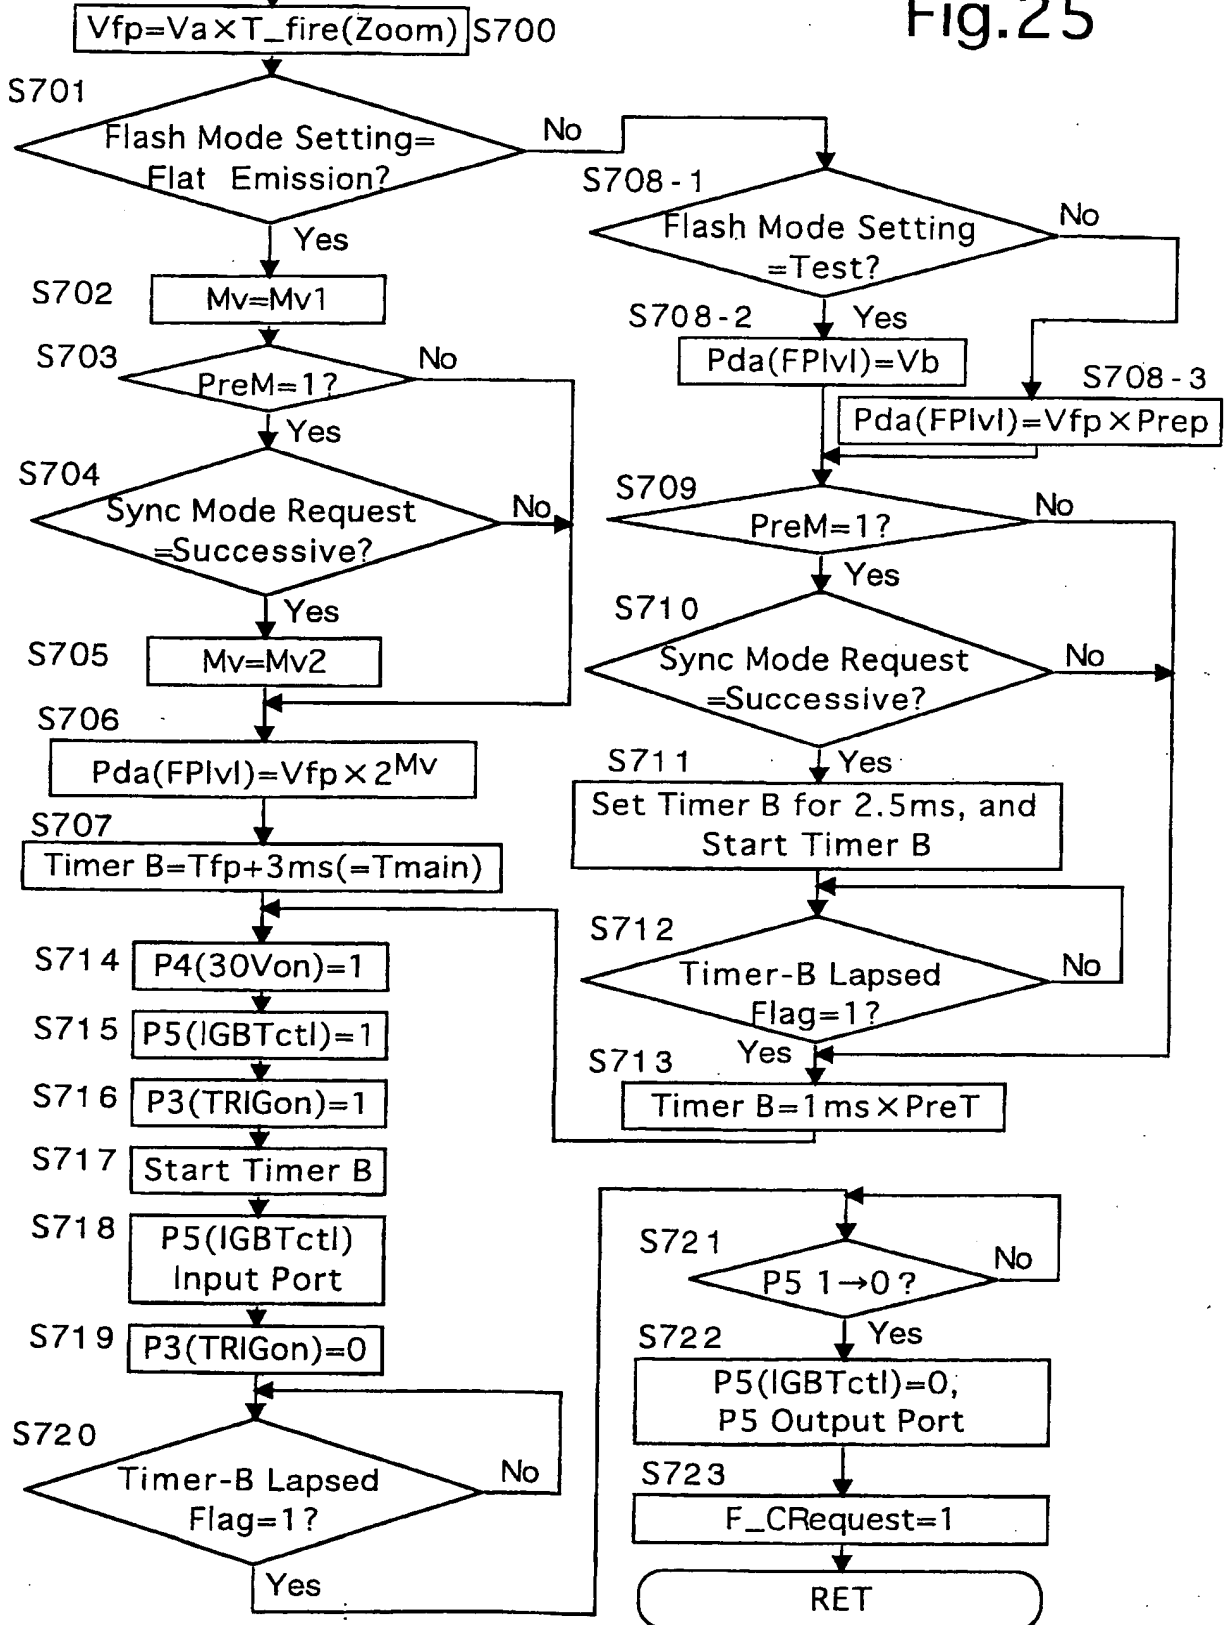 Fig.25
Vfp=Va×T_fire(Zoom) S700
S701
Flash Mode Setting=
Flat Emission?
No
Yes
S702
Mv=Mv1
S703
PreM=1?
No
Yes
S704
Sync Mode Request
=Successive?
No
Yes
S705
Mv=Mv2
S706
Pda(FPlvl)=Vfp×2^Mv
S707
Timer B=Tfp+3ms(=Tmain)
S708-1
Flash Mode Setting
=Test?
No
Yes
S708-2
Pda(FPlvl)=Vb
S708-3
Pda(FPlvl)=Vfp×Prep
S709
PreM=1?
No
Yes
S710
Sync Mode Request
=Successive?
No
Yes
S711
Set Timer B for 2.5ms, and
Start Timer B
S712
Timer-B Lapsed
Flag=1?
No
Yes
S713
Timer B=1ms×PreT
S714
P4(30Von)=1
S715
P5(IGBTctl)=1
S716
P3(TRIGon)=1
S717
Start Timer B
S718
P5(IGBTctl)
Input Port
S719
P3(TRIGon)=0
S720
Timer-B Lapsed
Flag=1?
No
Yes
S721
P5 1→0?
No
Yes
S722
P5(IGBTctl)=0,
P5 Output Port
S723
F_CRequest=1
RET